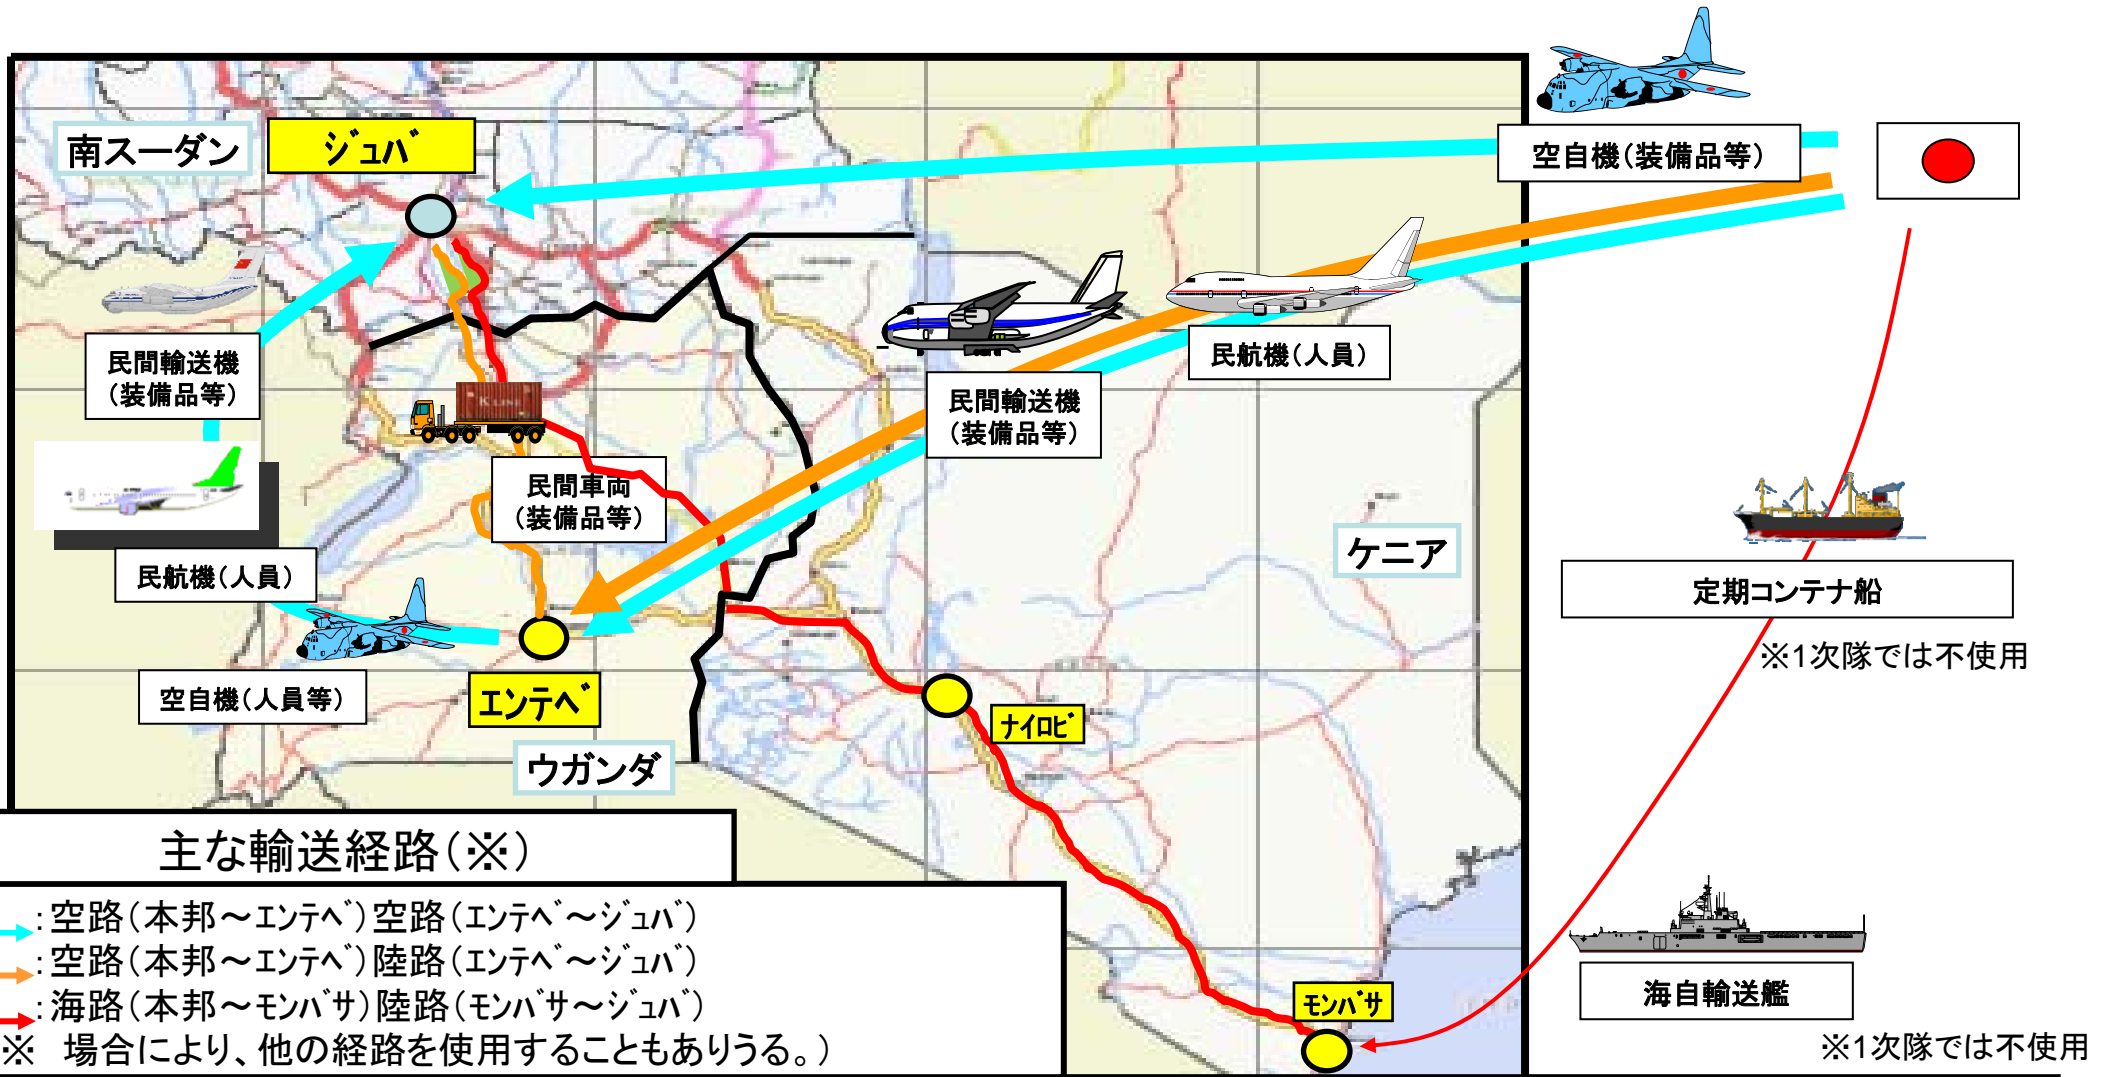 南スーダン
ジュバ
空自機(装備品等)
民間輸送機
(装備品等)
民航機(人員)
民間輸送機
(装備品等)
K LINE
民間車両
(装備品等)
民航機(人員)
ケニア
定期コンテナ船
※1次隊では不使用
空自機(人員等)
エンテベ
ナイロビ
ウガンダ
主な輸送経路(※)
:空路(本邦~エンテベ)空路(エンテベ~ジュバ)
:空路(本邦~エンテベ)陸路(エンテベ~ジュバ)
:海路(本邦~モンバサ)陸路(モンバサ~ジュバ)
※ 場合により、他の経路を使用することもありうる。)
モンバサ
海自輸送艦
※1次隊では不使用